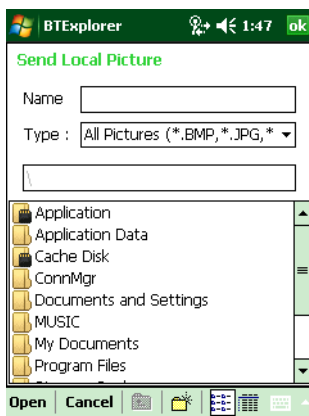 BTExplorer 1:47 ok
Send Local Picture
Name
Type : All Pictures (*.BMP,*.JPG,*
\
Application
Application Data
Cache Disk
ConnMgr
Documents and Settings
MUSIC
My Documents
Program Files
Open Cancel